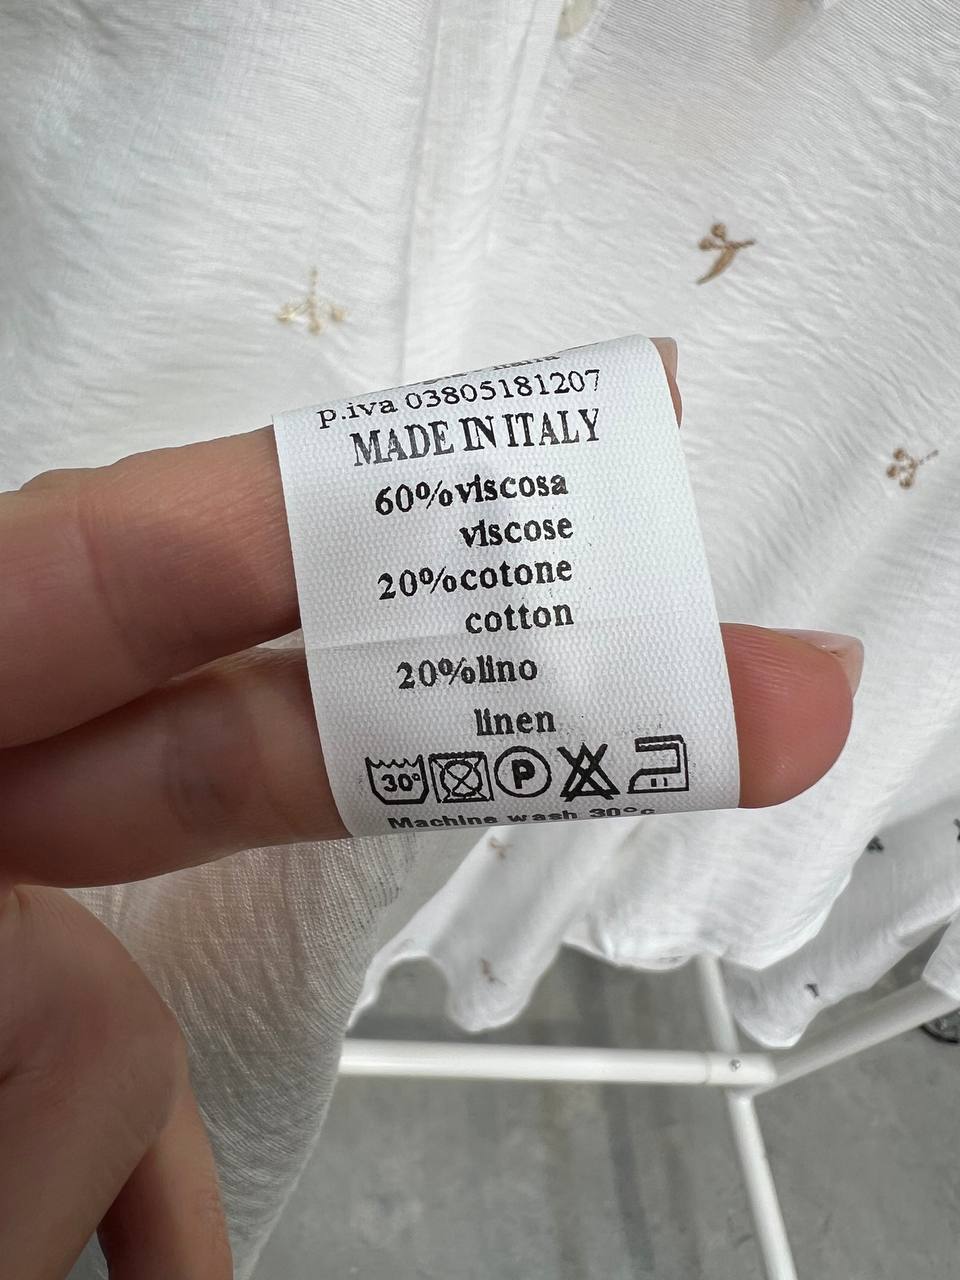 p.iva 03805181207
MADE IN ITALY
60%viscosa
viscose
20%cotone
cotton
20%lino
linen
30° P
Machine wash 30°c